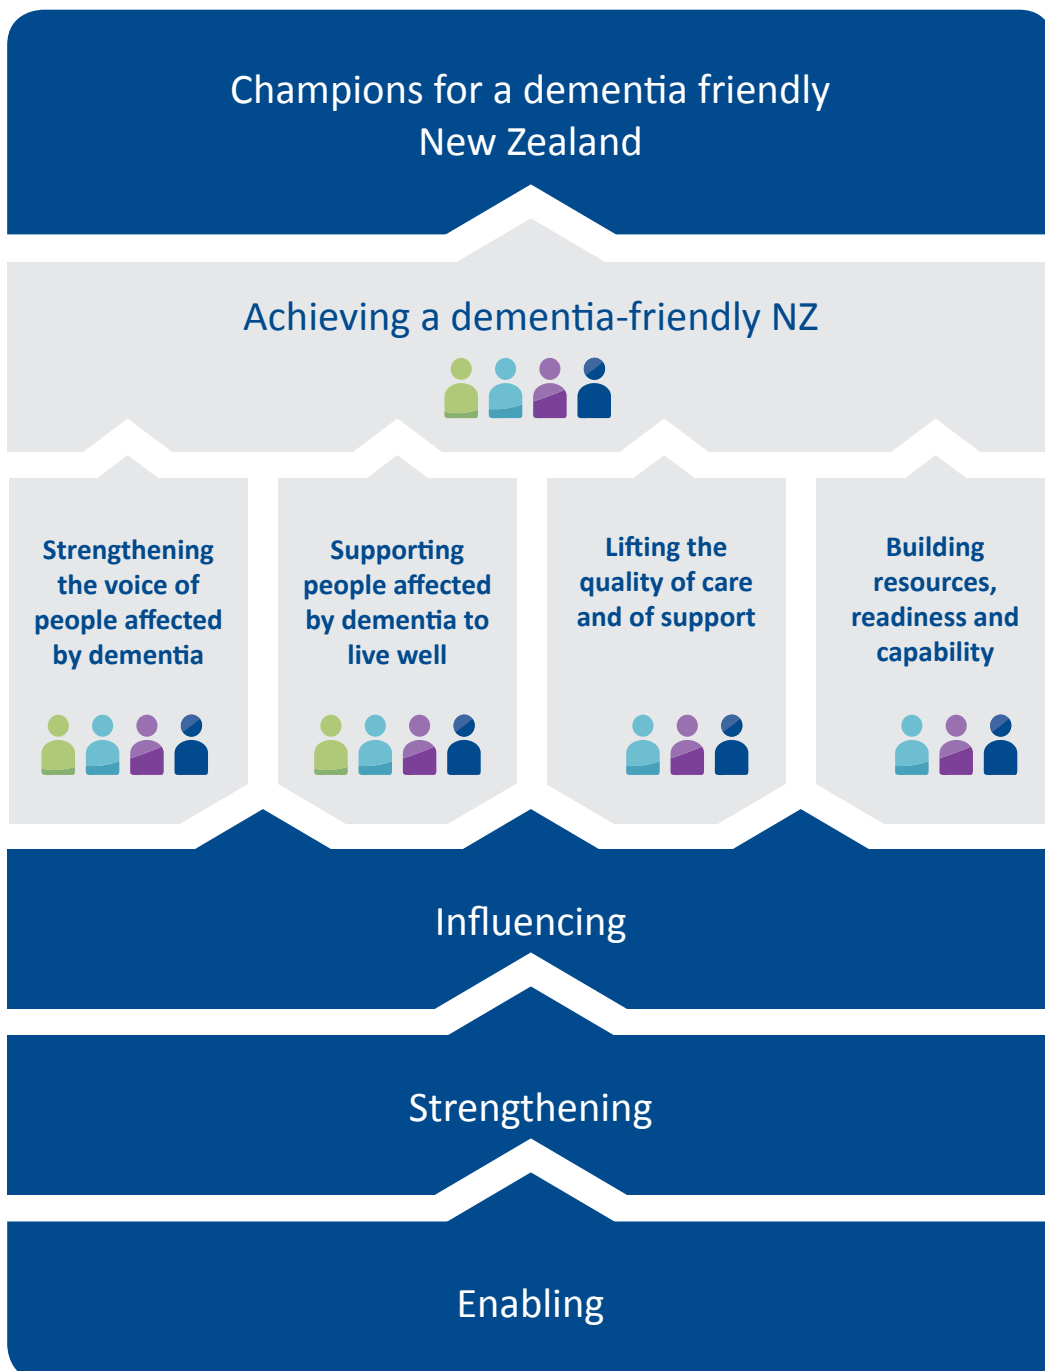 Champions for a dementia friendly
New Zealand
Achieving a dementia-friendly NZ
Strengthening
the voice of
people affected
by dementia
Supporting
people affected
by dementia to
live well
Lifting the
quality of care
and of support
Building
resources,
readiness and
capability
Influencing
Strengthening
Enabling